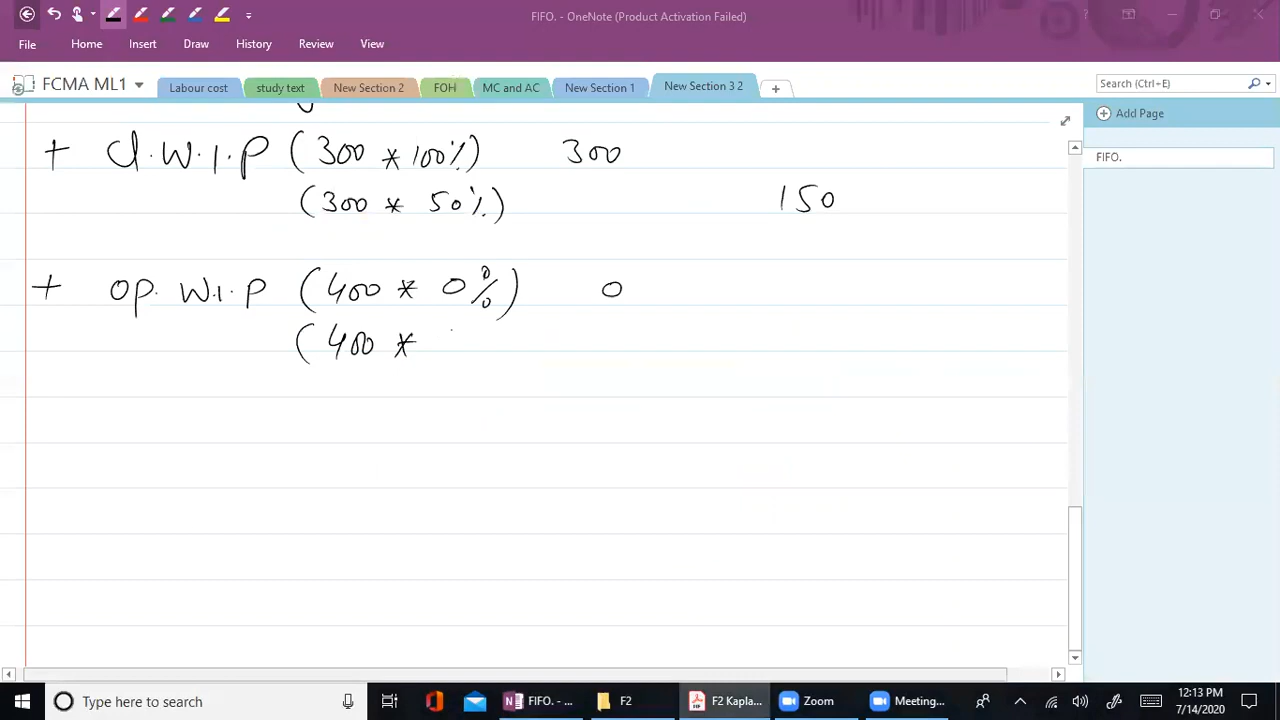 FIFO. - OneNote (Product Activation Failed)
File Home Insert Draw History Review View
FCMA ML1 Labour cost study text New Section 2 FOH MC and AC New Section 1 New Section 3 2 Search (Ctrl+E)
Add Page
FIFO.
+ cl. W.I.P (300 * 100%) 300
(300 * 50%) 150
+ op. W.I.P (400 * 0%) 0
(400 *
Type here to search FIFO. - ... F2 F2 Kapla... Zoom Meeting...
12:13 PM
7/14/2020